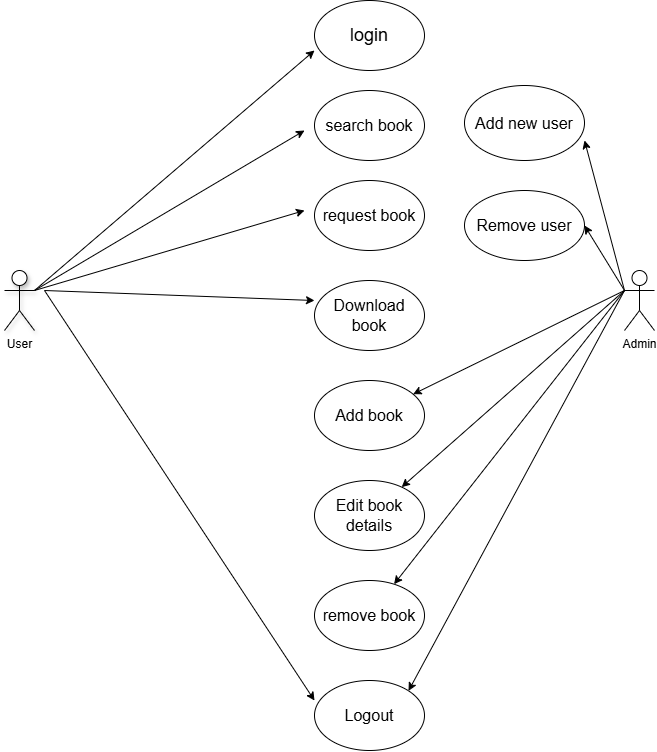 login
search book
Add new user
request book
Remove user
Download
book
User
Admin
Add book
Edit book
details
remove book
Logout